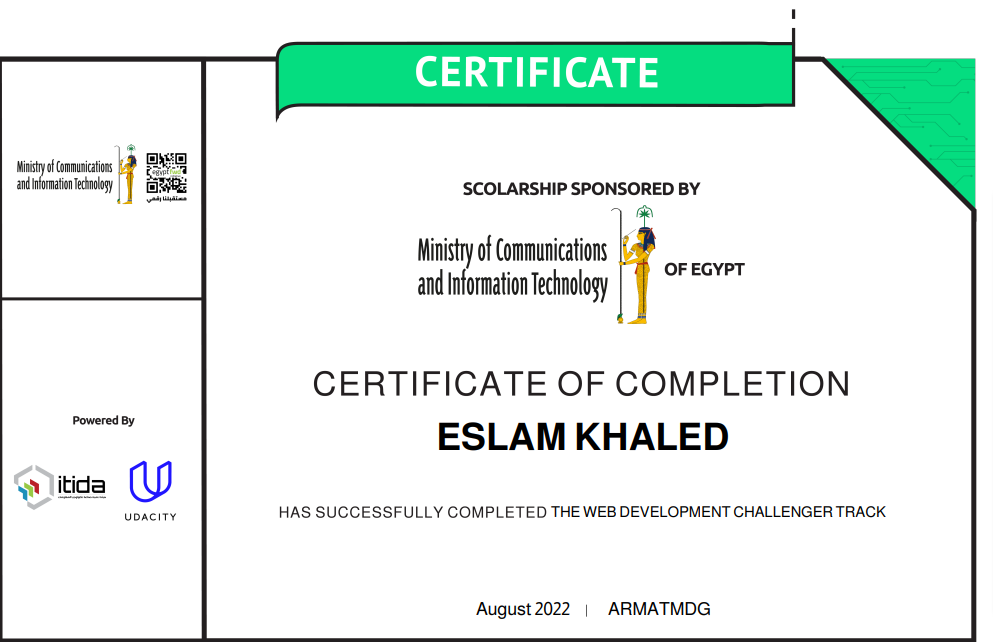 CERTIFICATE
Ministry of Communications
and Information Technology
egyptfwd
مستقبلنا رقمي
SCOLARSHIP SPONSORED BY
Ministry of Communications
and Information Technology
OF EGYPT
CERTIFICATE OF COMPLETION
ESLAM KHALED
Powered By
itida
UDACITY
HAS SUCCESSFULLY COMPLETED THE WEB DEVELOPMENT CHALLENGER TRACK
August 2022 | ARMATMDG